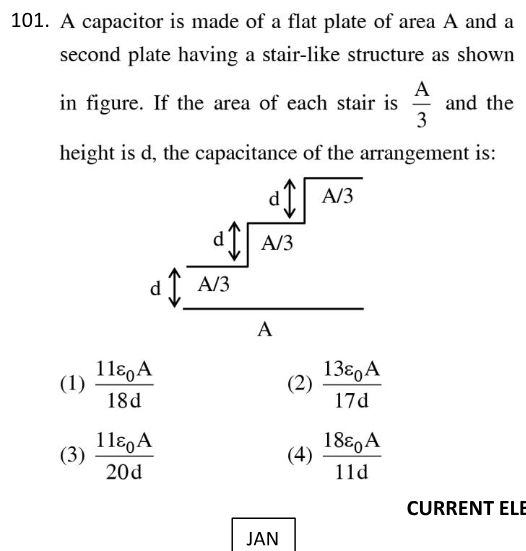 101. A capacitor is made of a flat plate of area A and a
second plate having a stair-like structure as shown
in figure. If the area of each stair is A/3 and the
height is d, the capacitance of the arrangement is:
d A/3
d A/3
d A/3
A
(1) 11ε₀A/18d (2) 13ε₀A/17d
(3) 11ε₀A/20d (4) 18ε₀A/11d
CURRENT ELE
JAN